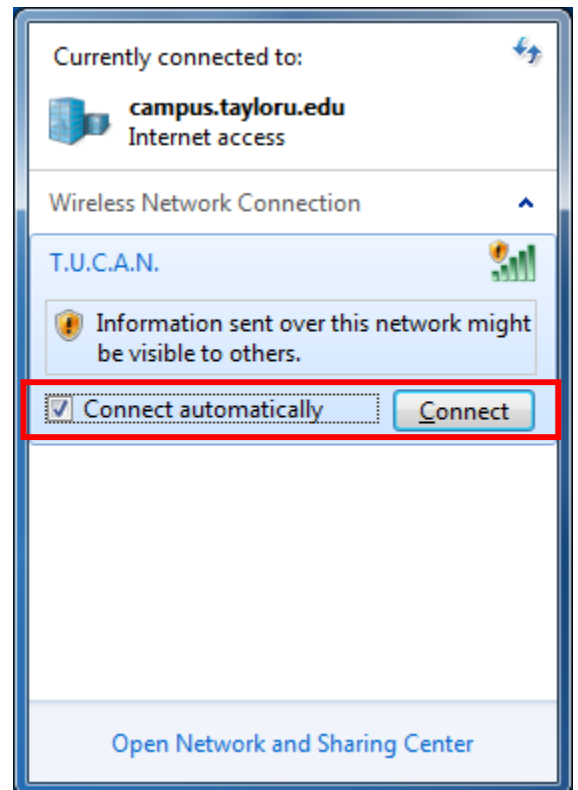 Currently connected to:
campus.tayloru.edu
Internet access
Wireless Network Connection
T.U.C.A.N.
Information sent over this network might
be visible to others.
Connect automatically
Connect
Open Network and Sharing Center